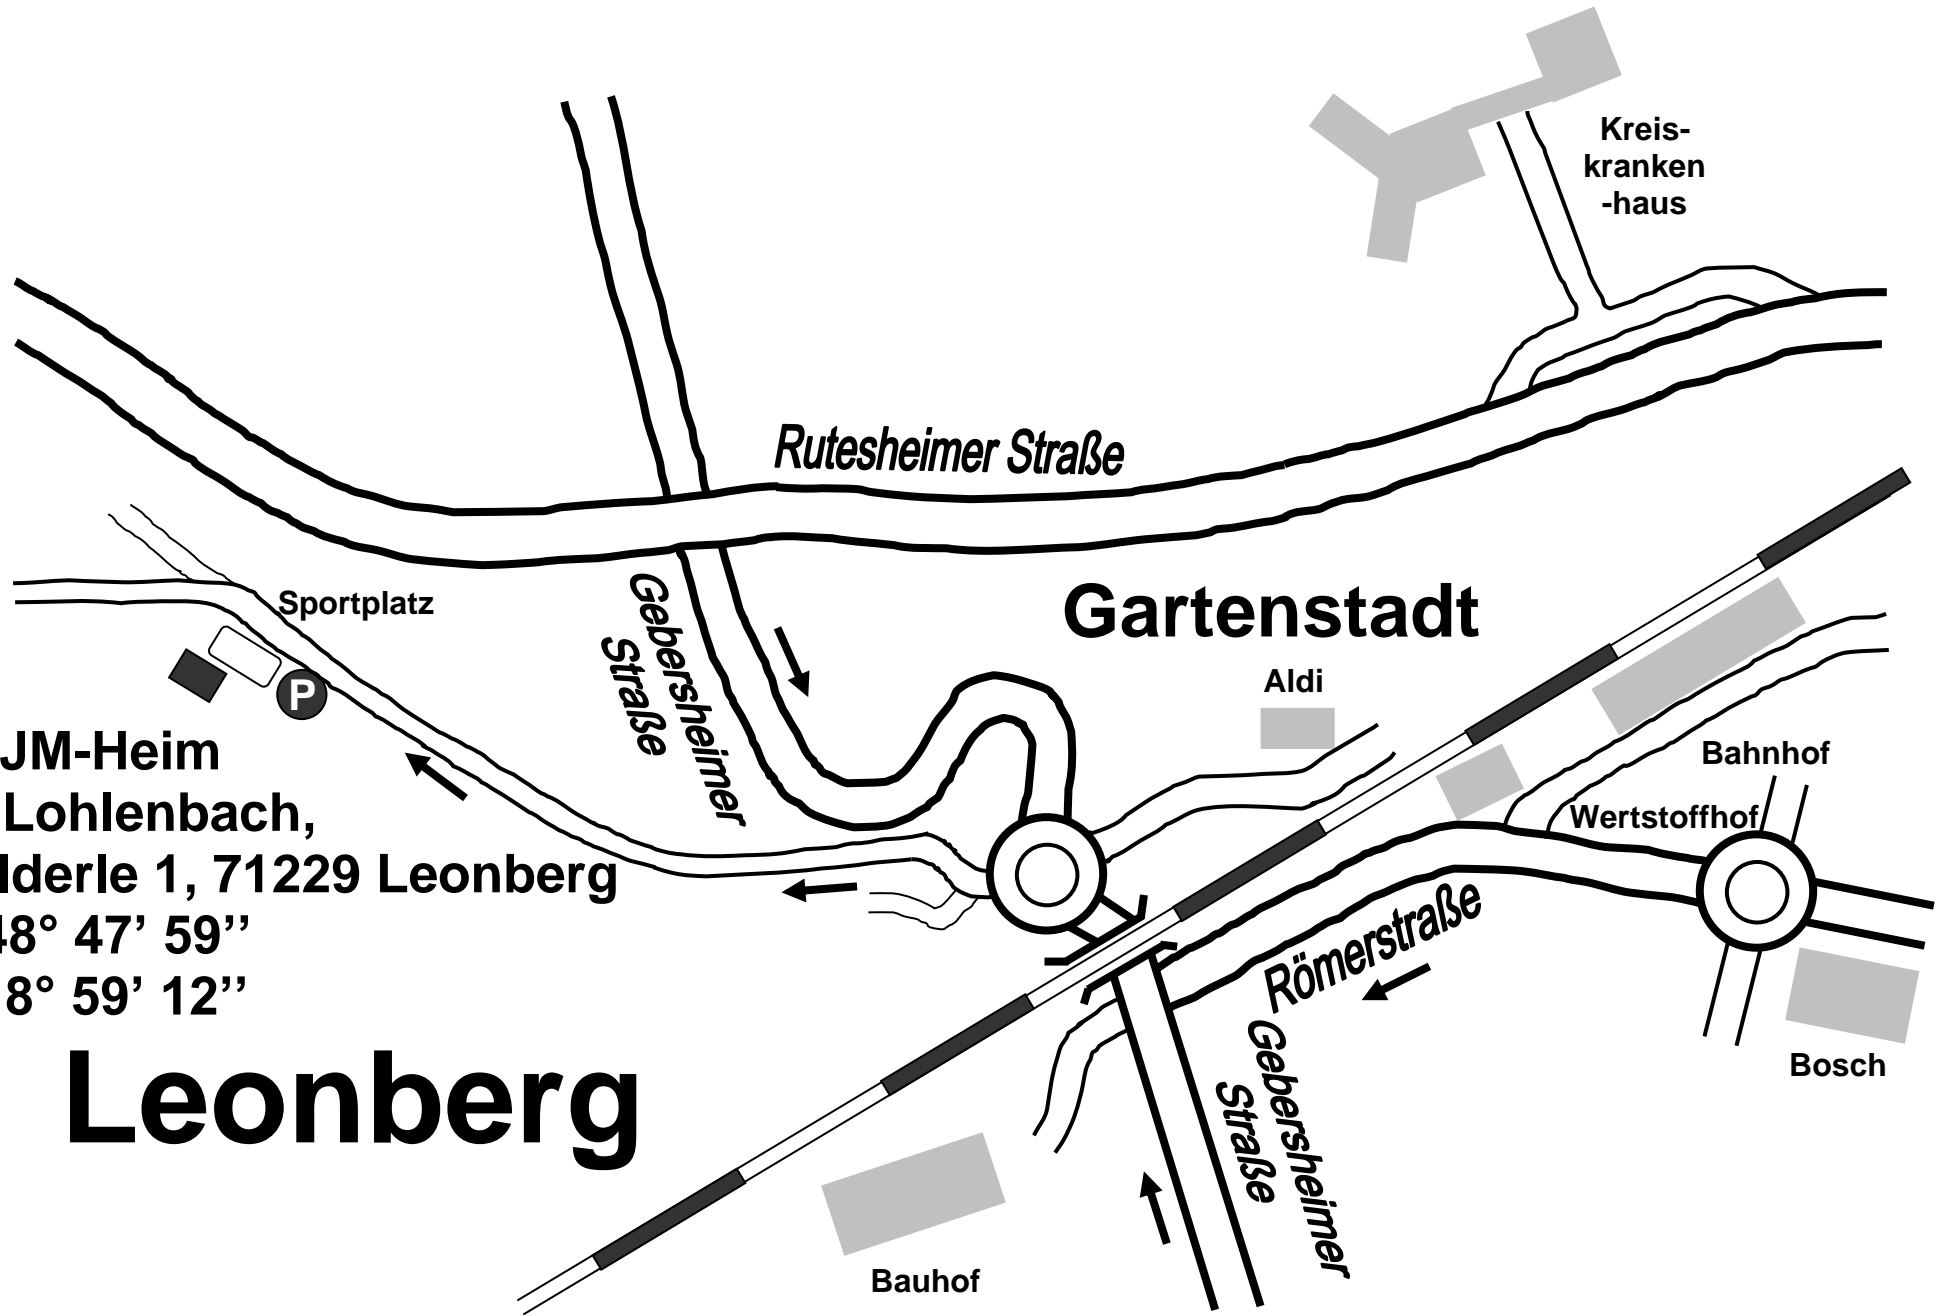 Kreis-
kranken
-haus
Rutesheimer Straße
Sportplatz
Gebersheimer
Straße
Gartenstadt
Aldi
P
JM-Heim
Lohlenbach,
lderle 1, 71229 Leonberg
48° 47’ 59’’
8° 59’ 12’’
Bahnhof
Wertstoffhof
Römerstraße
Gebersheimer
Straße
Bosch
Leonberg
Bauhof